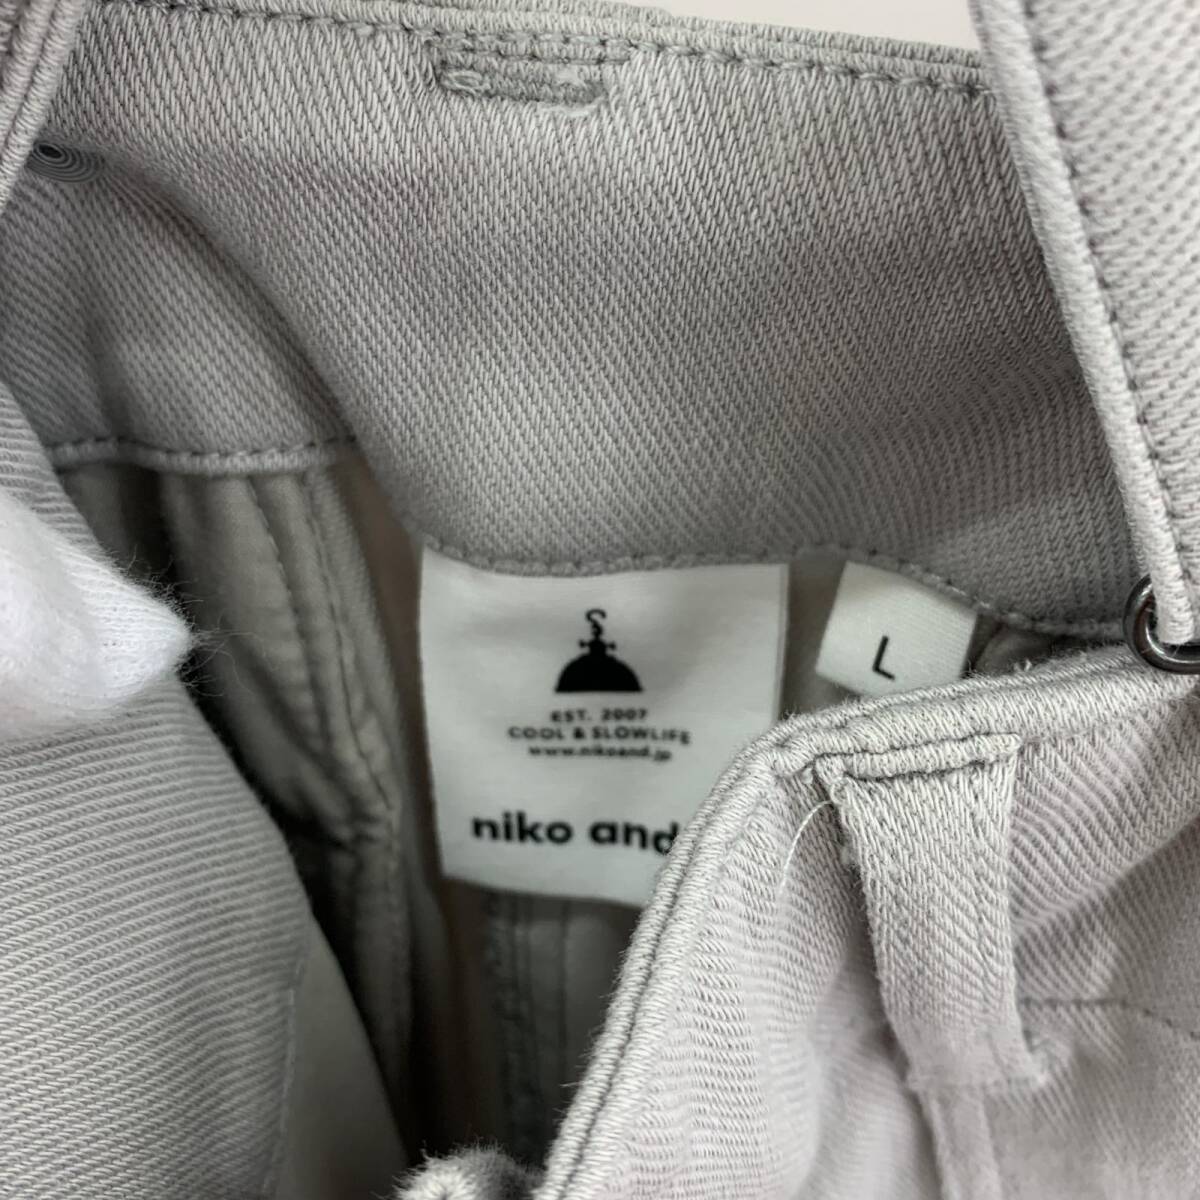 EST. 2007
COOL & SLOWLIFE
www.nikoand.jp
niko and
L